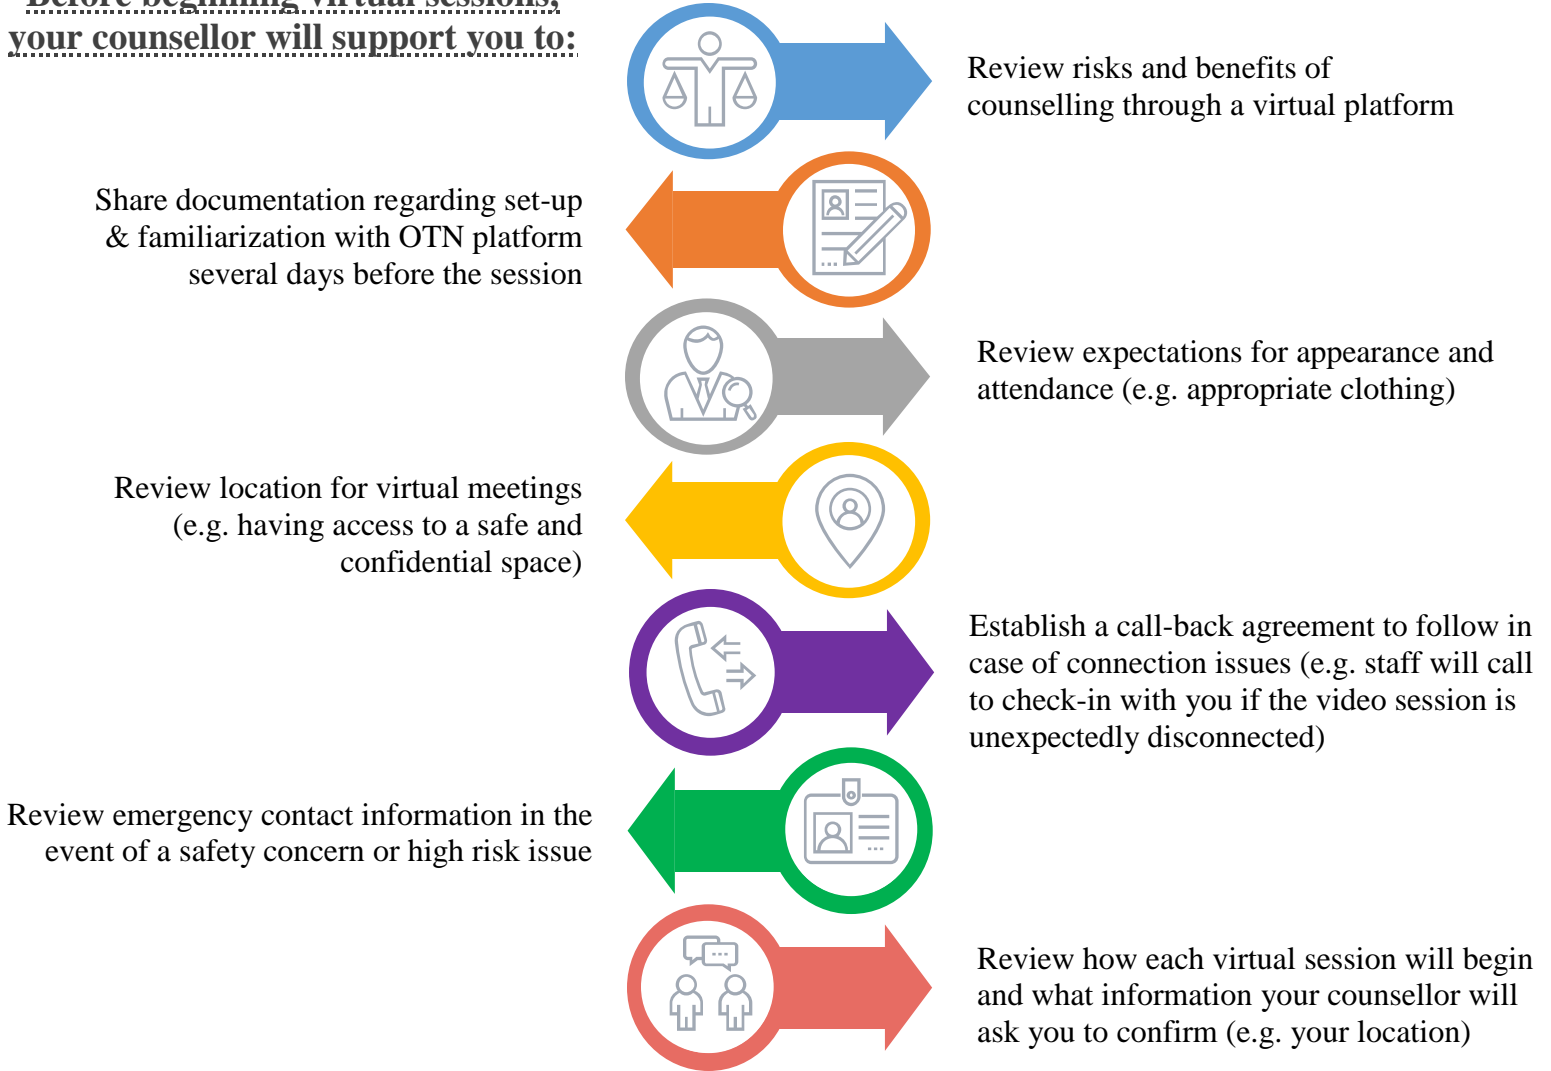 Before beginning virtual sessions,
your counsellor will support you to:
Review risks and benefits of
counselling through a virtual platform
Share documentation regarding set-up
& familiarization with OTN platform
several days before the session
Review expectations for appearance and
attendance (e.g. appropriate clothing)
Review location for virtual meetings
(e.g. having access to a safe and
confidential space)
Establish a call-back agreement to follow in
case of connection issues (e.g. staff will call
to check-in with you if the video session is
unexpectedly disconnected)
Review emergency contact information in the
event of a safety concern or high risk issue
Review how each virtual session will begin
and what information your counsellor will
ask you to confirm (e.g. your location)